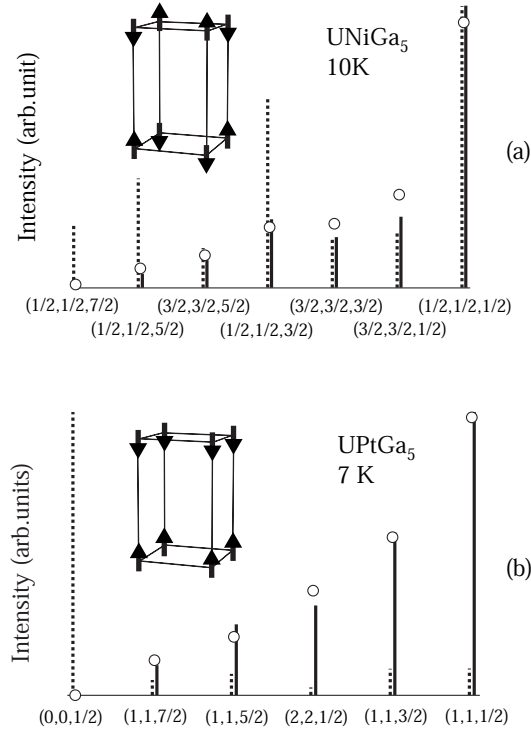 UNiGa5
10K
Intensity (arb.unit)
(a)
(1/2,1/2,7/2) (3/2,3/2,5/2) (3/2,3/2,3/2) (1/2,1/2,1/2)
(1/2,1/2,5/2) (1/2,1/2,3/2) (3/2,3/2,1/2)
UPtGa5
7 K
Intensity (arb.units)
(b)
(0,0,1/2) (1,1,7/2) (1,1,5/2) (2,2,1/2) (1,1,3/2) (1,1,1/2)